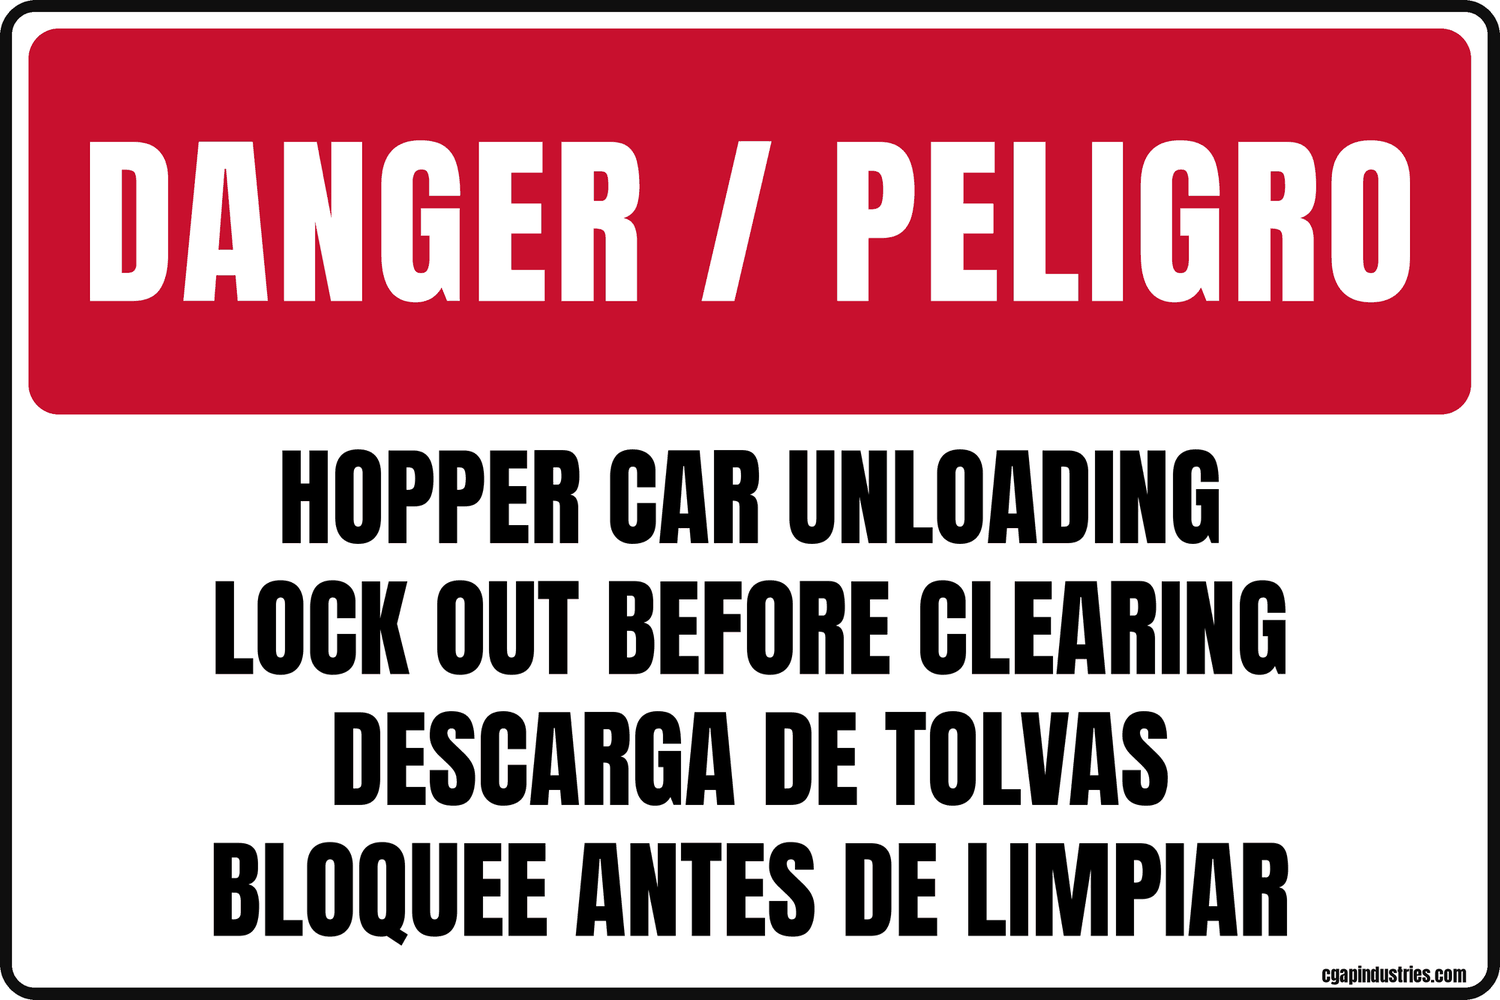 DANGER / PELIGRO
HOPPER CAR UNLOADING
LOCK OUT BEFORE CLEARING
DESCARGA DE TOLVAS
BLOQUEE ANTES DE LIMPIAR
cgapindustries.com